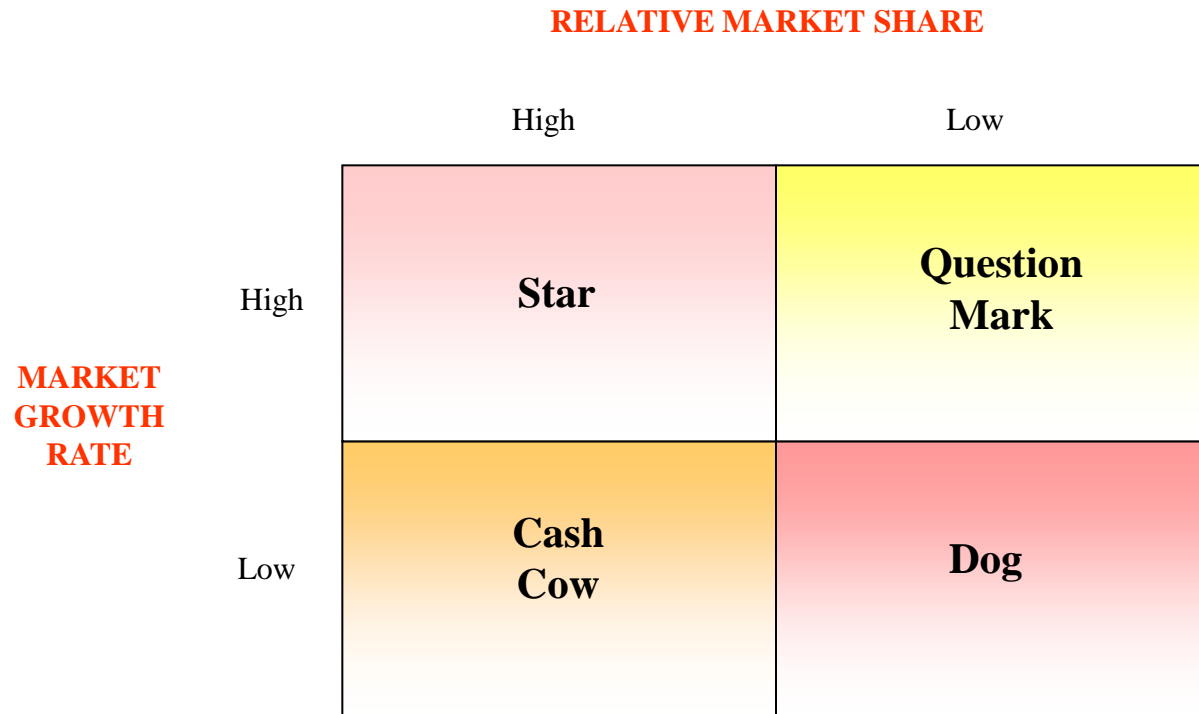 RELATIVE MARKET SHARE
High
Low
High
Star
Question
Mark
MARKET
GROWTH
RATE
Low
Cash
Cow
Dog